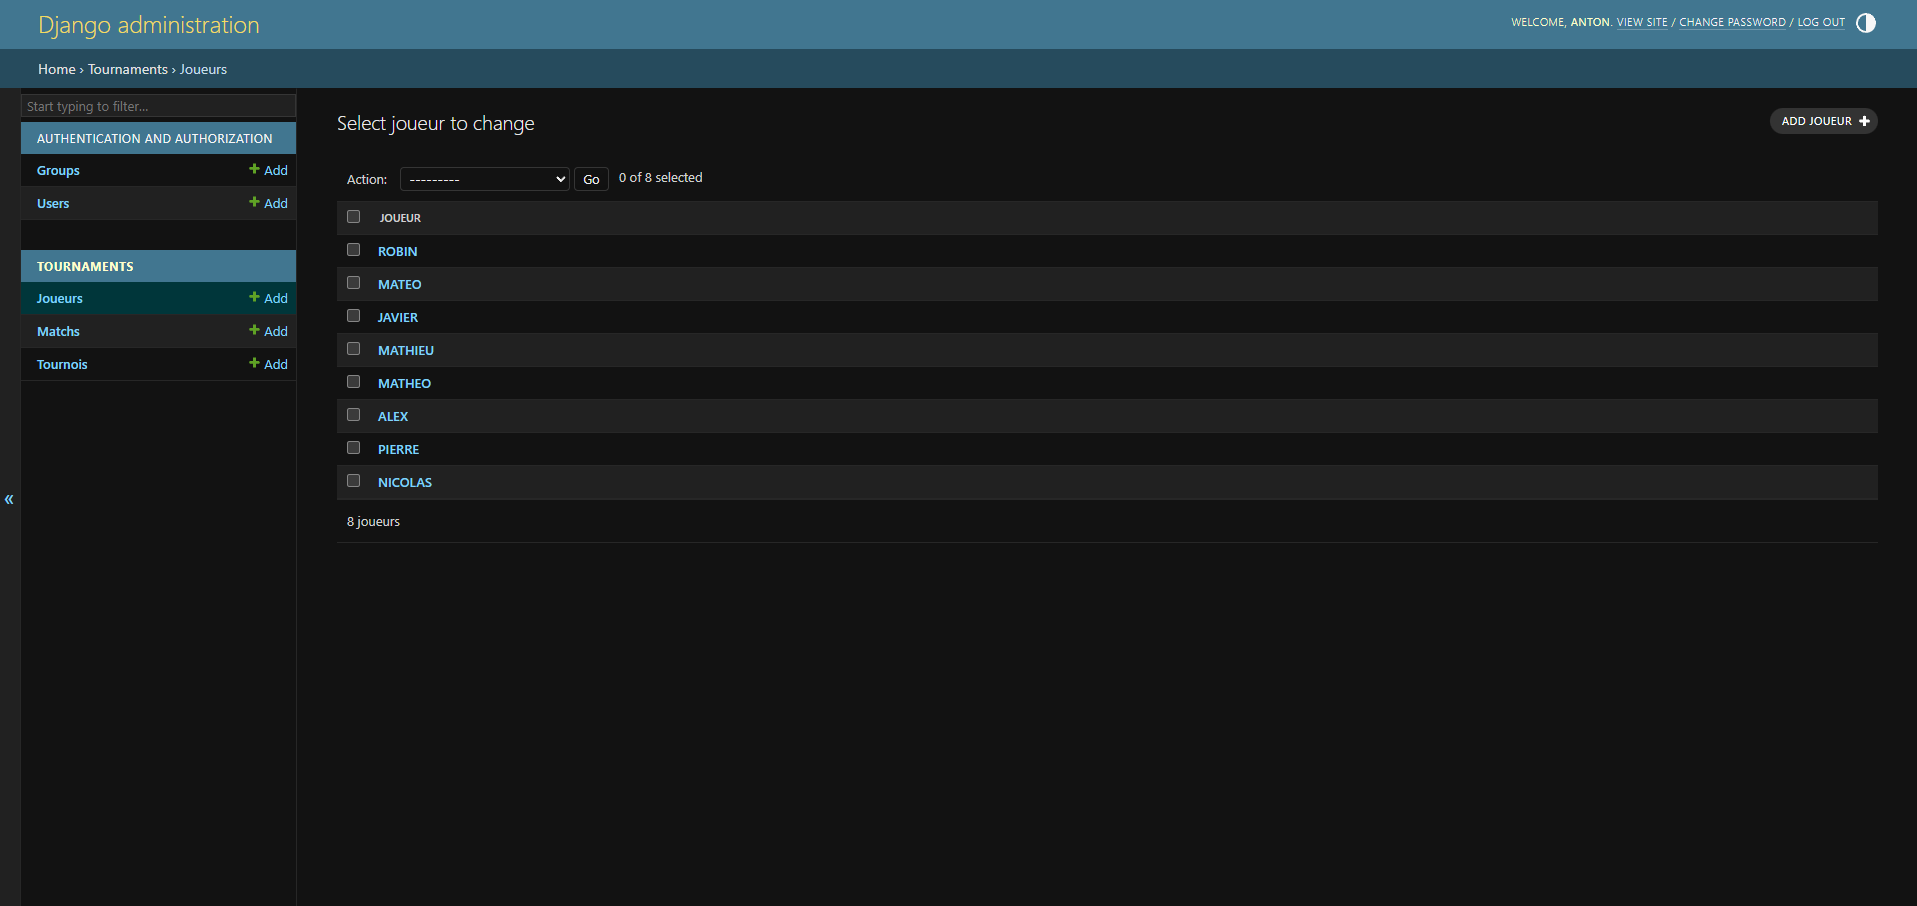 Django administration
WELCOME, ANTON. VIEW SITE / CHANGE PASSWORD / LOG OUT
Home › Tournaments › Joueurs
Start typing to filter...
AUTHENTICATION AND AUTHORIZATION
Groups + Add
Users + Add
TOURNAMENTS
Joueurs + Add
Matchs + Add
Tournois + Add
«
Select joueur to change
ADD JOUEUR +
Action: --------- Go 0 of 8 selected
JOUEUR
ROBIN
MATEO
JAVIER
MATHIEU
MATHEO
ALEX
PIERRE
NICOLAS
8 joueurs